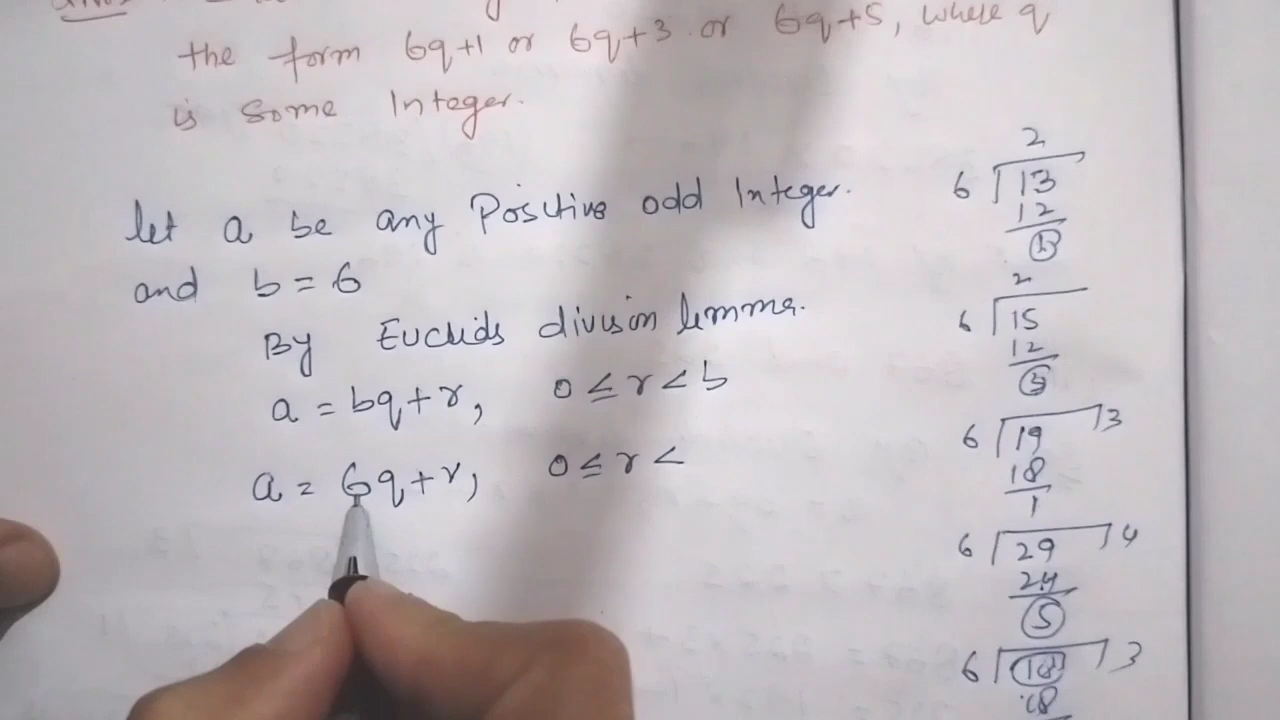 the form 6q+1 or 6q+3 or 6q+5, where q
is some Integer.
let a be any Positive odd Integer.
and b = 6
By Euclids division lemma.
a = bq+r, 0 ≤ r < b
a = 6q+r, 0 ≤ r <
2
6 13
12
2
6 15
12
3
6 19 3
18
1
6 29 4
24
5
6 18 3
18